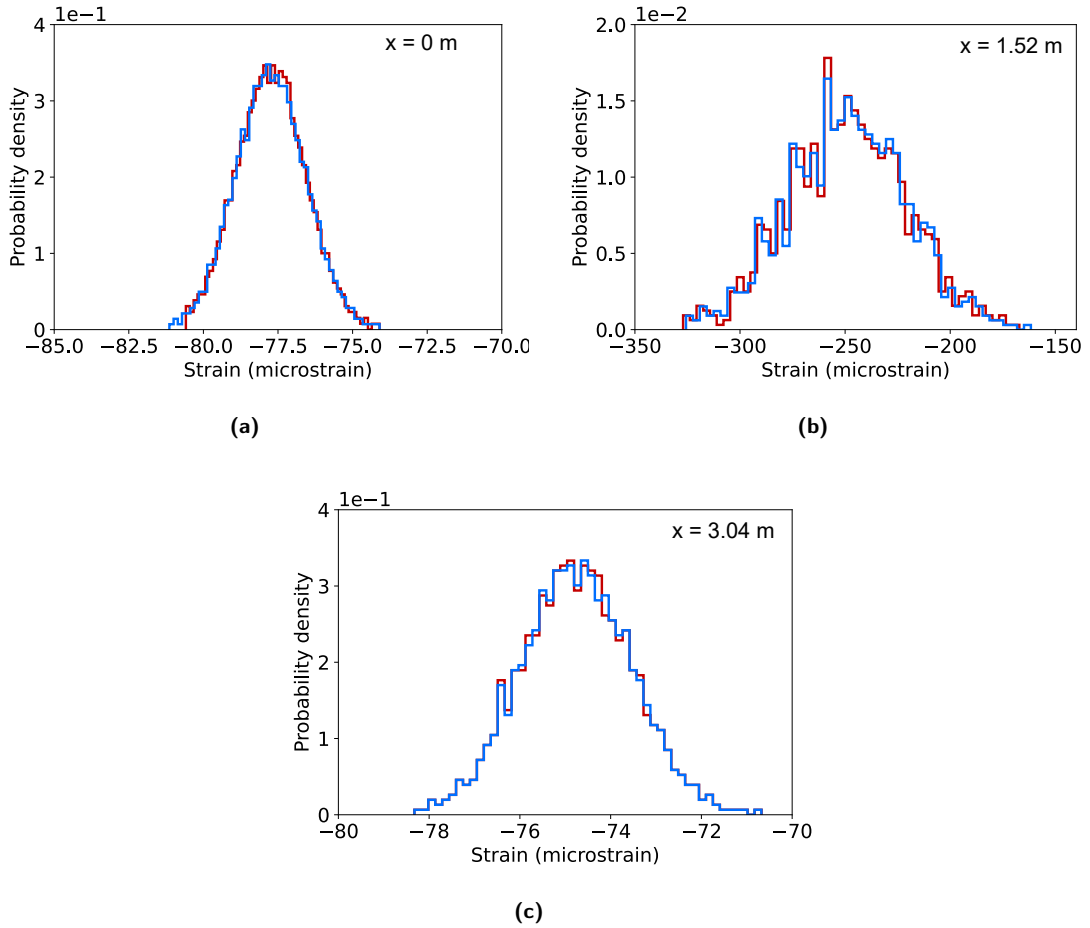 1e−1
x = 0 m
4
3
2
1
0
Probability density
−85.0 −82.5 −80.0 −77.5 −75.0 −72.5 −70.0
Strain (microstrain)
(a)
1e−2
x = 1.52 m
2.0
1.5
1.0
0.5
0.0
Probability density
−350 −300 −250 −200 −150
Strain (microstrain)
(b)
1e−1
x = 3.04 m
4
3
2
1
0
Probability density
−80 −78 −76 −74 −72 −70
Strain (microstrain)
(c)